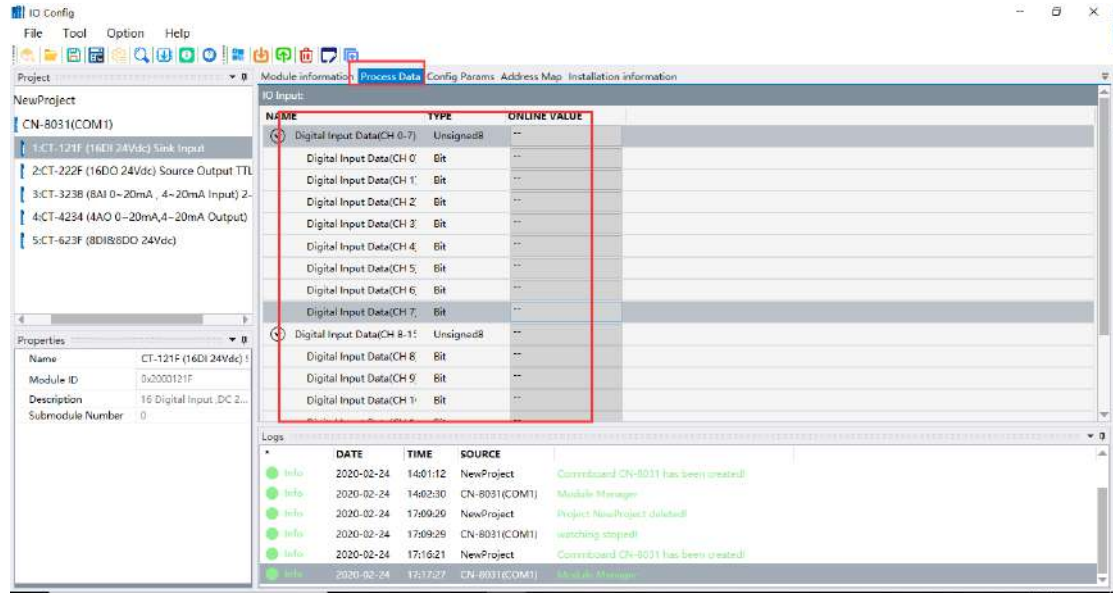 IO Config
File Tool Option Help
Project
NewProject
CN-8031(COM1)
1:CT-121F (16DI 24Vdc) Sink Input
2:CT-222F (16DO 24Vdc) Source Output TTL
3:CT-3238 (8AI 0~20mA , 4~20mA Input) 2-
4:CT-4234 (4AO 0~20mA,4~20mA Output)
5:CT-623F (8DI&8DO 24Vdc)
Properties
Name CT-121F (16DI 24Vdc) S
Module ID 0x2000121F
Description 16 Digital Input ,DC 2...
Submodule Number 0
Module information Process Data Config Params Address Map Installation information
IO Input:
NAME TYPE ONLINE VALUE
Digital Input Data(CH 0-7) Unsigned8 --
Digital Input Data(CH 0) Bit --
Digital Input Data(CH 1) Bit --
Digital Input Data(CH 2) Bit --
Digital Input Data(CH 3) Bit --
Digital Input Data(CH 4) Bit --
Digital Input Data(CH 5) Bit --
Digital Input Data(CH 6) Bit --
Digital Input Data(CH 7) Bit --
Digital Input Data(CH 8-15 Unsigned8 --
Digital Input Data(CH 8) Bit --
Digital Input Data(CH 9) Bit --
Digital Input Data(CH 1 Bit --
Logs
* DATE TIME SOURCE
Info 2020-02-24 14:01:12 NewProject Commboard CN-8031 has been created!
Info 2020-02-24 14:02:30 CN-8031(COM1) Module Manager
Info 2020-02-24 17:09:29 NewProject Project NewProject deleted!
Info 2020-02-24 17:09:29 CN-8031(COM1) watching stoped!
Info 2020-02-24 17:16:21 NewProject Commboard CN-8031 has been created!
Info 2020-02-24 17:17:27 CN-8031(COM1) Module Manager